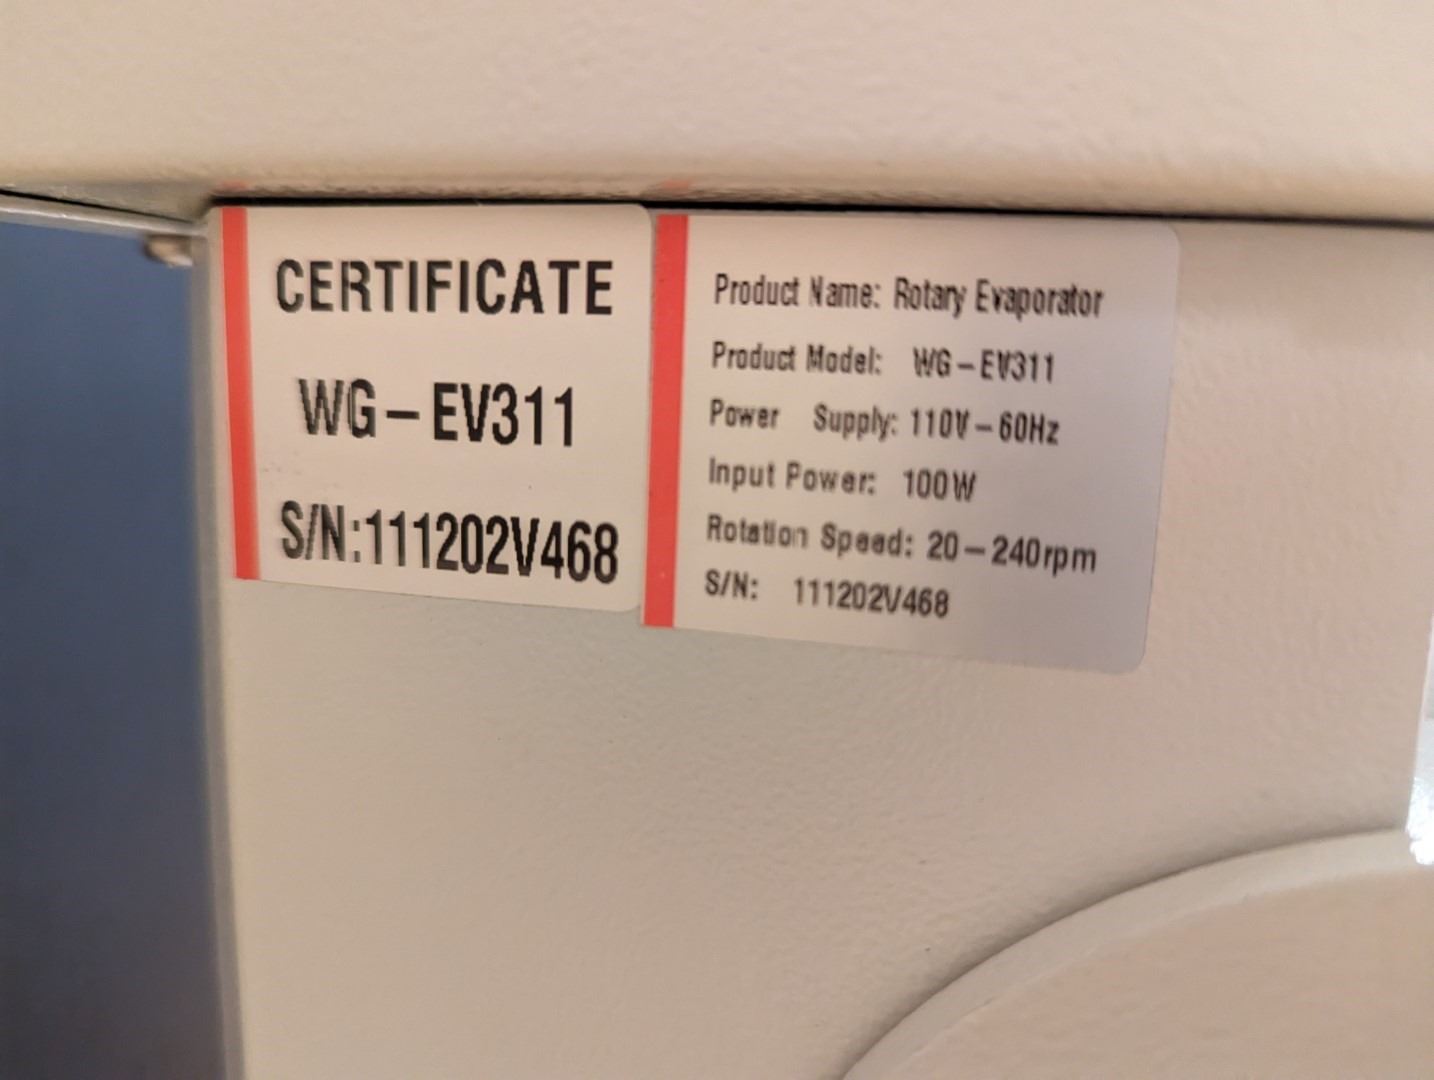 CERTIFICATE
WG-EV311
S/N:111202V468
Product Name: Rotary Evaporator
Product Model: WG-EV311
Power Supply: 110V-60Hz
Input Power: 100W
Rotation Speed: 20-240rpm
S/N: 111202V468